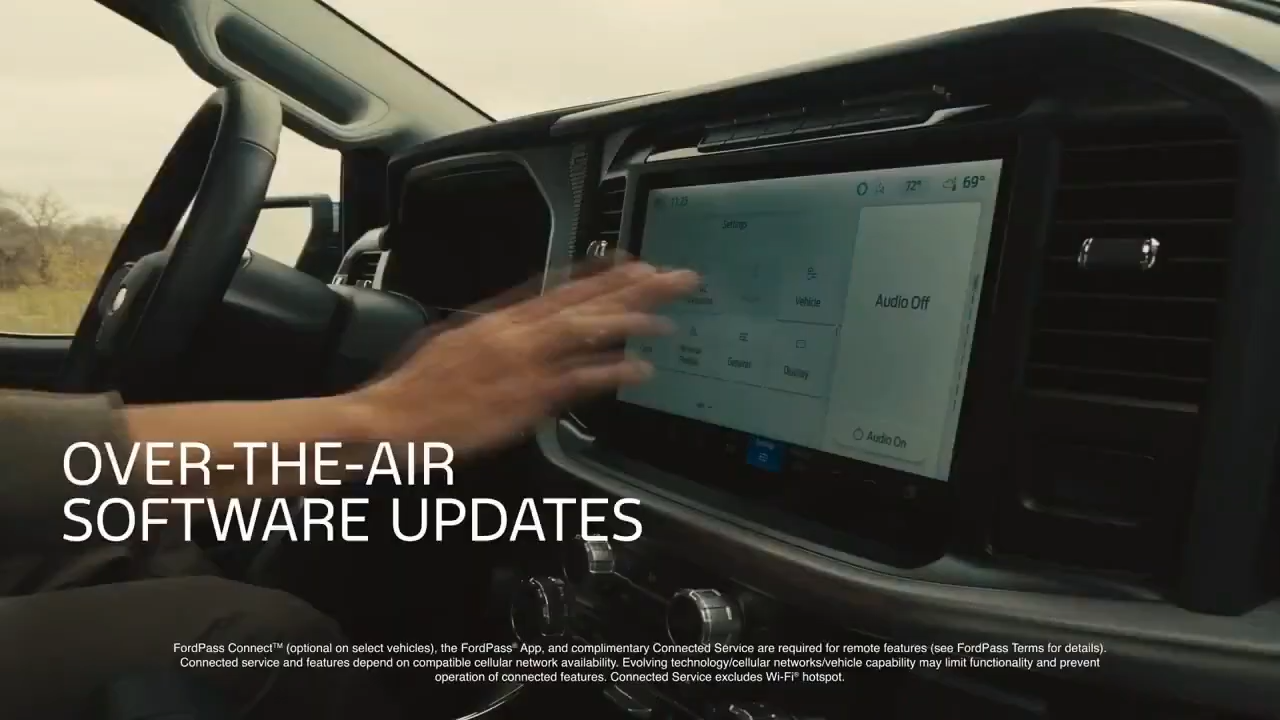 11:25
72°
69°
Settings
Vehicle
Audio Off
General
Display
Audio On
OVER-THE-AIR
SOFTWARE UPDATES
FordPass Connect™ (optional on select vehicles), the FordPass® App, and complimentary Connected Service are required for remote features (see FordPass Terms for details).
Connected service and features depend on compatible cellular network availability. Evolving technology/cellular networks/vehicle capability may limit functionality and prevent
operation of connected features. Connected Service excludes Wi-Fi® hotspot.